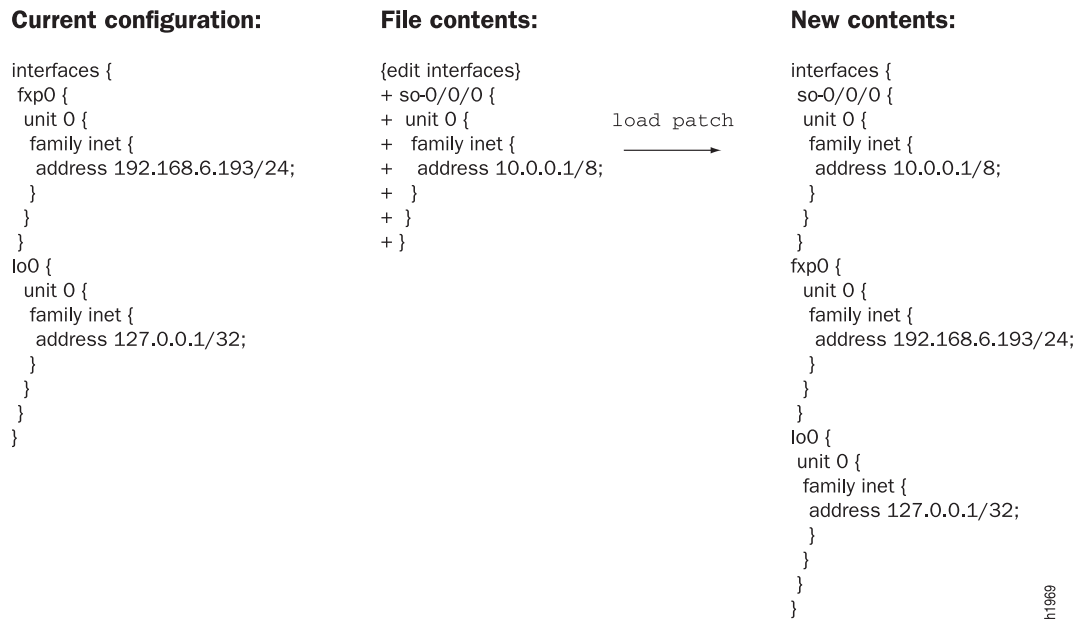 Current configuration:
interfaces {
fxp0 {
unit 0 {
family inet {
address 192.168.6.193/24;
}
}
}
lo0 {
unit 0 {
family inet {
address 127.0.0.1/32;
}
}
}
}
File contents:
{edit interfaces}
+ so-0/0/0 {
+ unit 0 {
+ family inet {
+ address 10.0.0.1/8;
+ }
+ }
+ }
load patch
New contents:
interfaces {
so-0/0/0 {
unit 0 {
family inet {
address 10.0.0.1/8;
}
}
}
fxp0 {
unit 0 {
family inet {
address 192.168.6.193/24;
}
}
}
lo0 {
unit 0 {
family inet {
address 127.0.0.1/32;
}
}
}
}
h1969